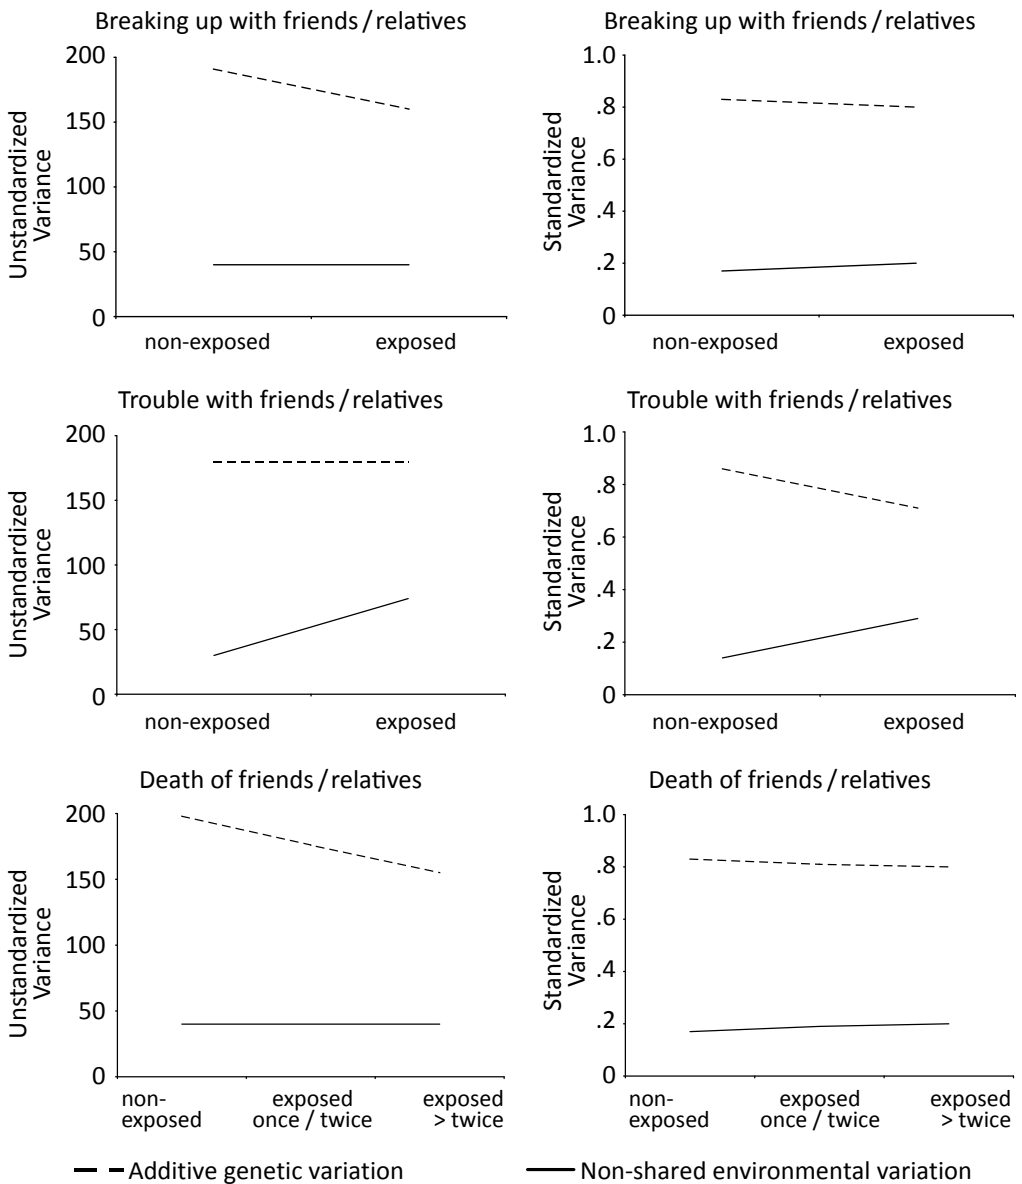 Breaking up with friends / relatives
Unstandardized
Variance
200
150
100
50
0
non-exposed exposed
Breaking up with friends / relatives
Standardized
Variance
1.0
.8
.6
.4
.2
0
non-exposed exposed
Trouble with friends / relatives
Unstandardized
Variance
200
150
100
50
0
non-exposed exposed
Trouble with friends / relatives
Standardized
Variance
1.0
.8
.6
.4
.2
0
non-exposed exposed
Death of friends / relatives
Unstandardized
Variance
200
150
100
50
0
non- exposed exposed
exposed once / twice > twice
Death of friends / relatives
Standardized
Variance
1.0
.8
.6
.4
.2
0
non- exposed exposed
exposed once / twice > twice
Additive genetic variation
Non-shared environmental variation